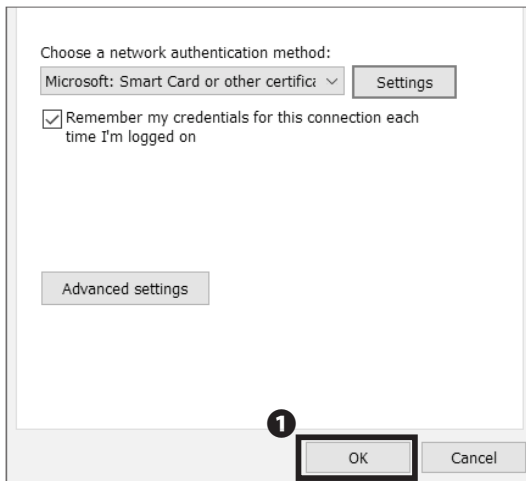 Choose a network authentication method:
Microsoft: Smart Card or other certifica Settings
Remember my credentials for this connection each
time I'm logged on
Advanced settings
1
OK Cancel